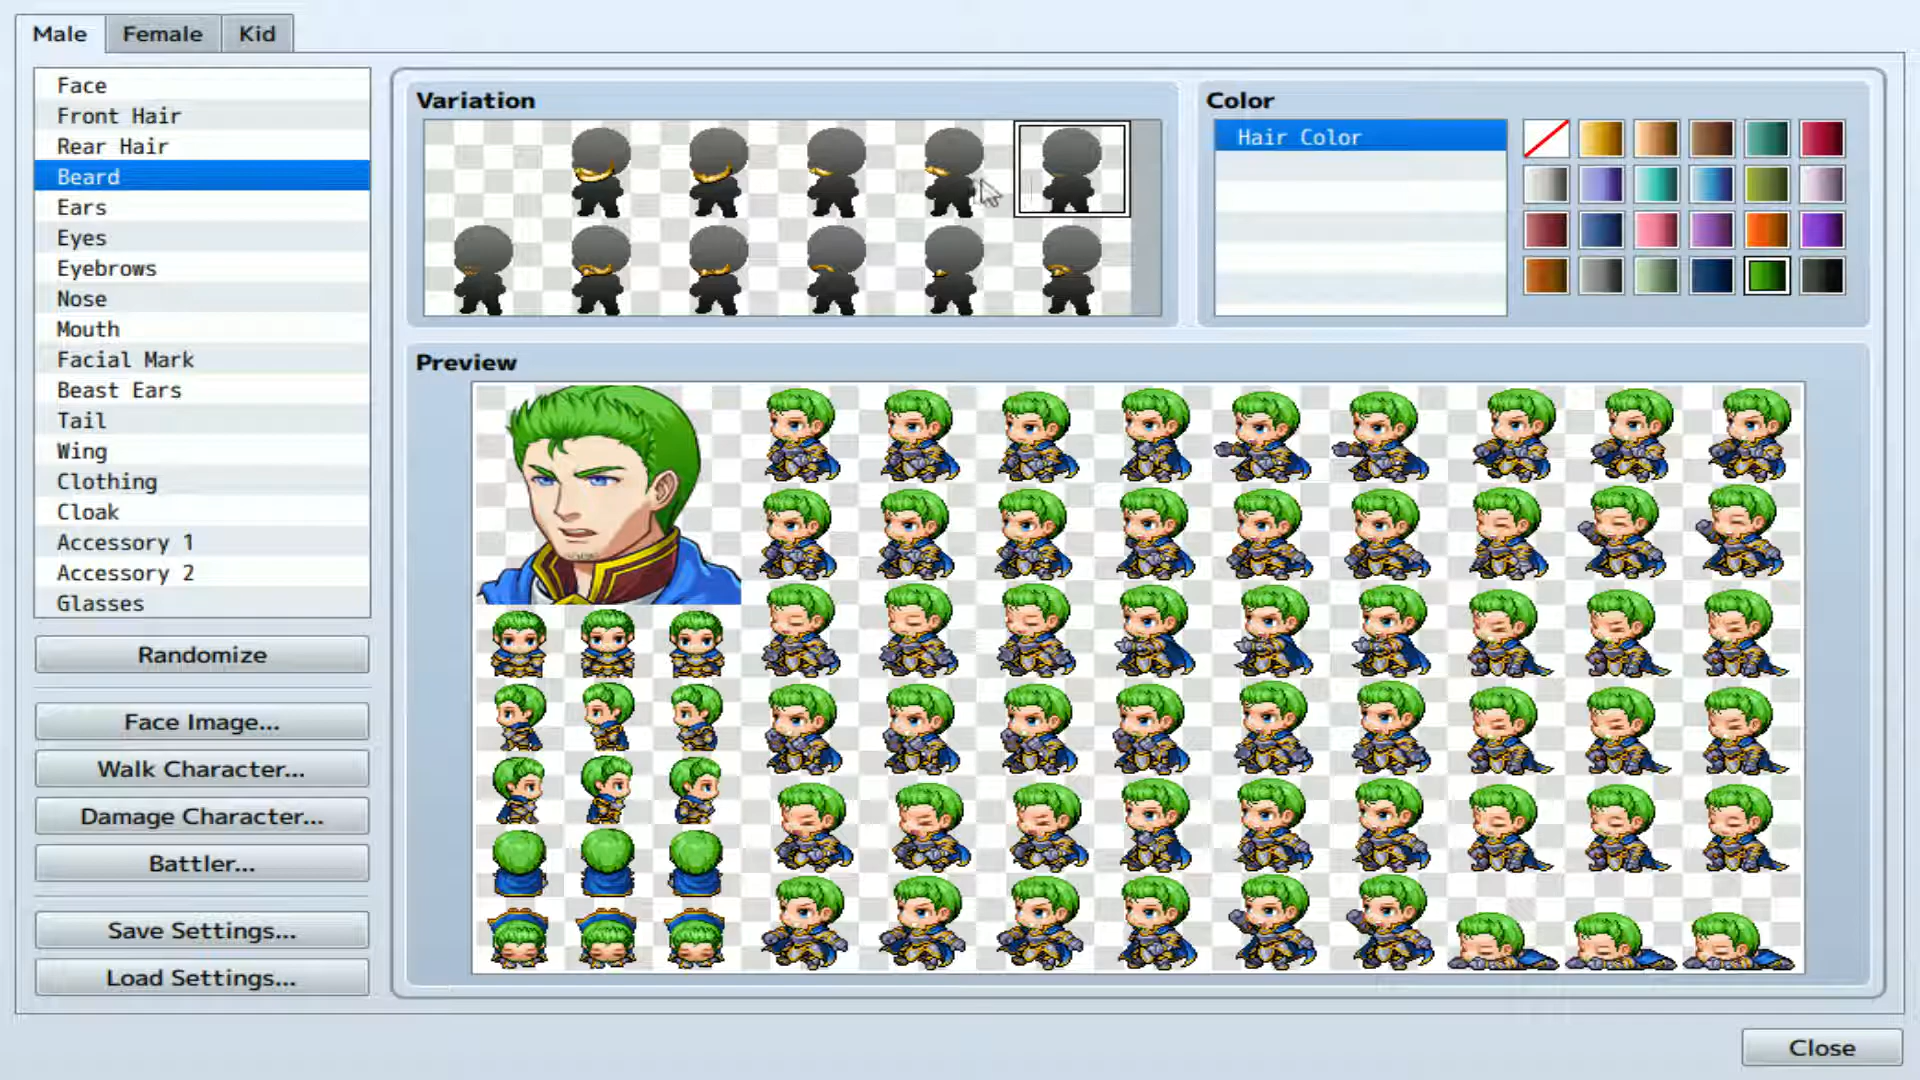 Male Female Kid
Face
Front Hair
Rear Hair
Beard
Ears
Eyes
Eyebrows
Nose
Mouth
Facial Mark
Beast Ears
Tail
Wing
Clothing
Cloak
Accessory 1
Accessory 2
Glasses
Randomize
Face Image...
Walk Character...
Damage Character...
Battler...
Save Settings...
Load Settings...
Variation
Color
Hair Color
Preview
Close